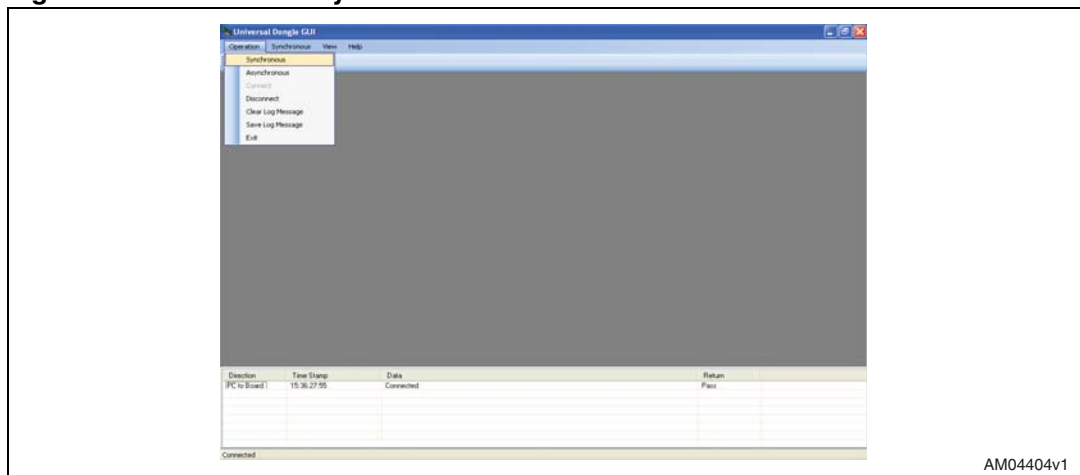 Universal Dongle GUI
Operation Synchronous View Help
Synchronous
Asynchronous
Connect
Disconnect
Clear Log Message
Save Log Message
Exit
Direction Time Stamp Data Return
PC to Board 15:36:27:55 Connected Pass
Connected
AM04404v1